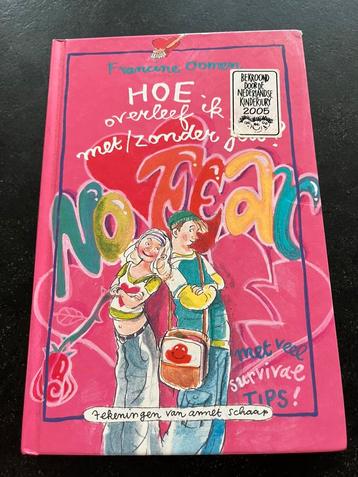 Francine Oomen
BEKROOND
DOOR DE
NEDERLANDSE
KINDERJURY
2005
HOE
overleef ik
met/zonder jou?
NO FEAR
met veel
survival
TIPS!
tekeningen van annet schaap